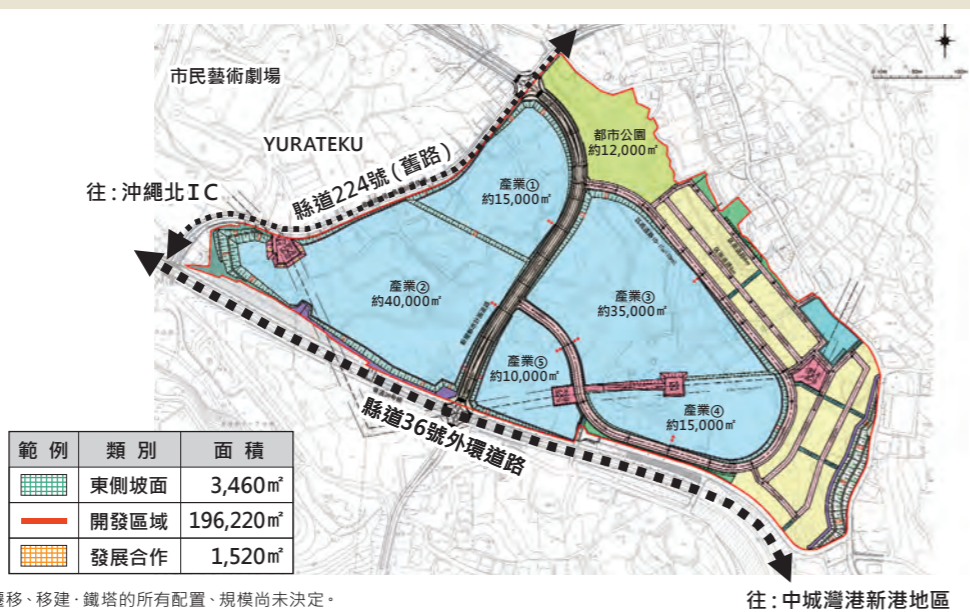 市民藝術劇場
YURATEKU
往：沖繩北IC
縣道224號（舊路）
都市公園
約12,000㎡
產業①
約15,000㎡
產業②
約40,000㎡
產業③
約35,000㎡
產業⑤
約10,000㎡
產業④
約15,000㎡
縣道36號外環道路
範例 類別 面積
東側坡面 3,460㎡
開發區域 196,220㎡
發展合作 1,520㎡
移、移建·鐵塔的所有配置、規模尚未決定。
往：中城灣港新港地區